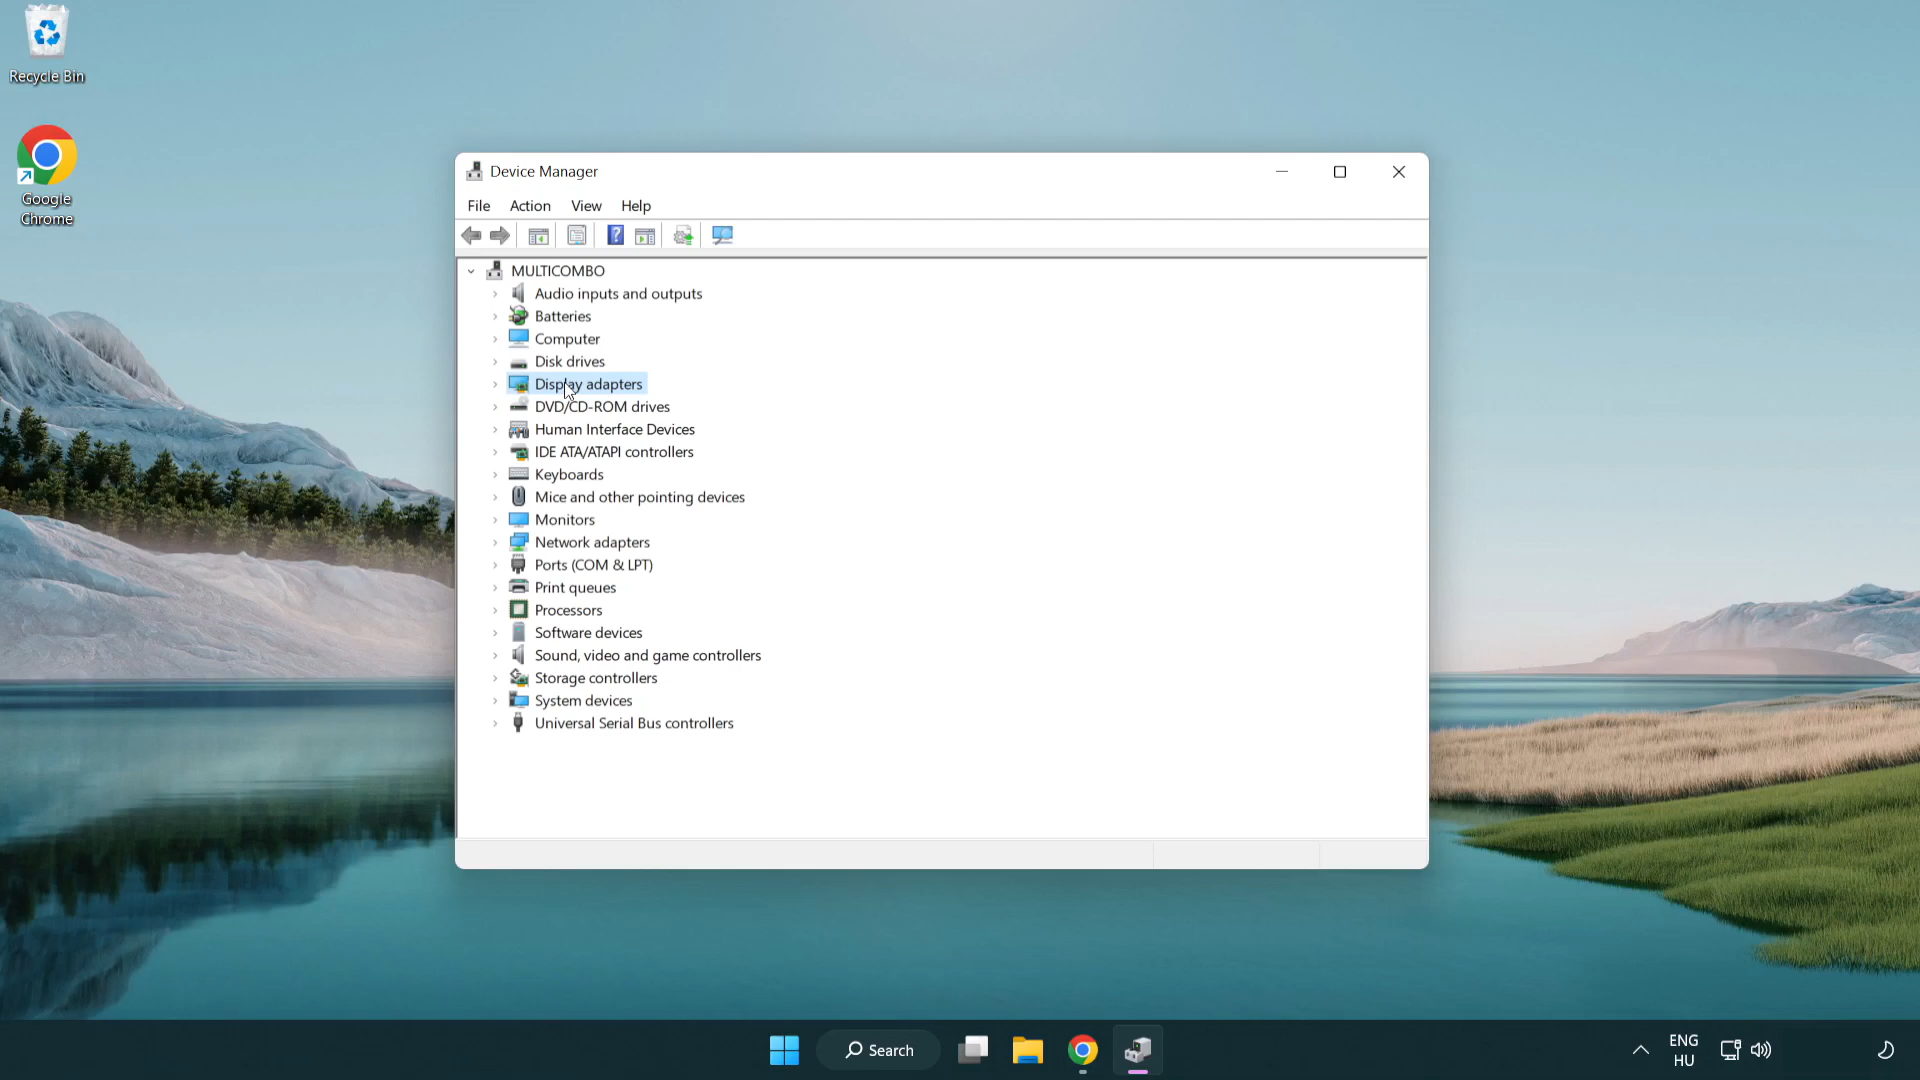 Recycle Bin
Google
Chrome
Device Manager
File Action View Help
MULTICOMBO
Audio inputs and outputs
Batteries
Computer
Disk drives
Display adapters
DVD/CD-ROM drives
Human Interface Devices
IDE ATA/ATAPI controllers
Keyboards
Mice and other pointing devices
Monitors
Network adapters
Ports (COM & LPT)
Print queues
Processors
Software devices
Sound, video and game controllers
Storage controllers
System devices
Universal Serial Bus controllers
Search
ENG
HU